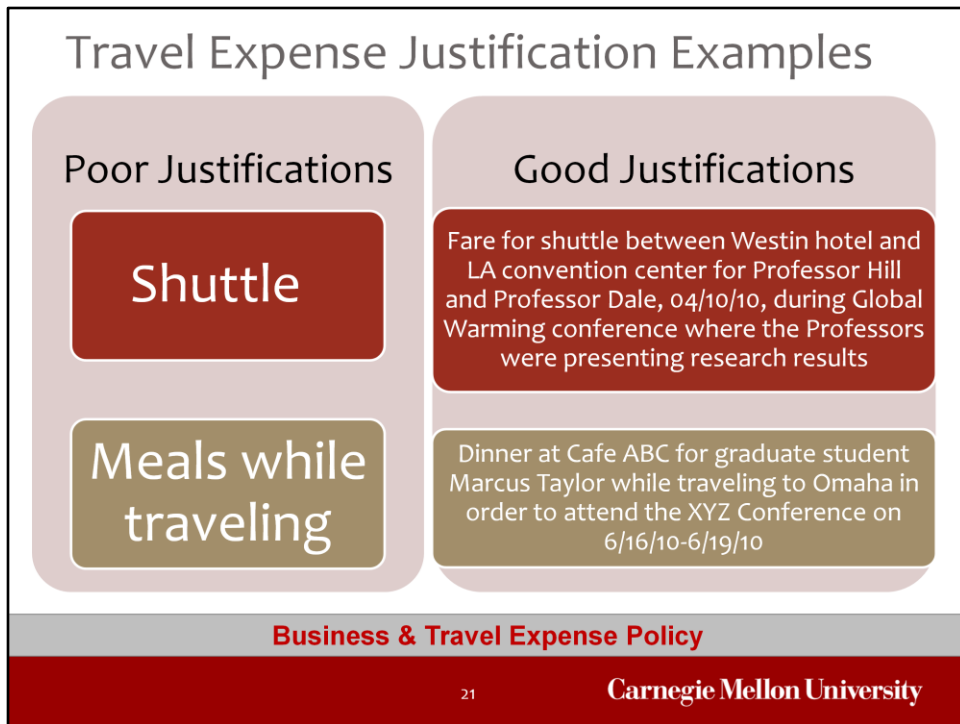 Travel Expense Justification Examples
Poor Justifications
Shuttle
Meals while
traveling
Good Justifications
Fare for shuttle between Westin hotel and
LA convention center for Professor Hill
and Professor Dale, 04/10/10, during Global
Warming conference where the Professors
were presenting research results
Dinner at Cafe ABC for graduate student
Marcus Taylor while traveling to Omaha in
order to attend the XYZ Conference on
6/16/10-6/19/10
Business & Travel Expense Policy
21
Carnegie Mellon University